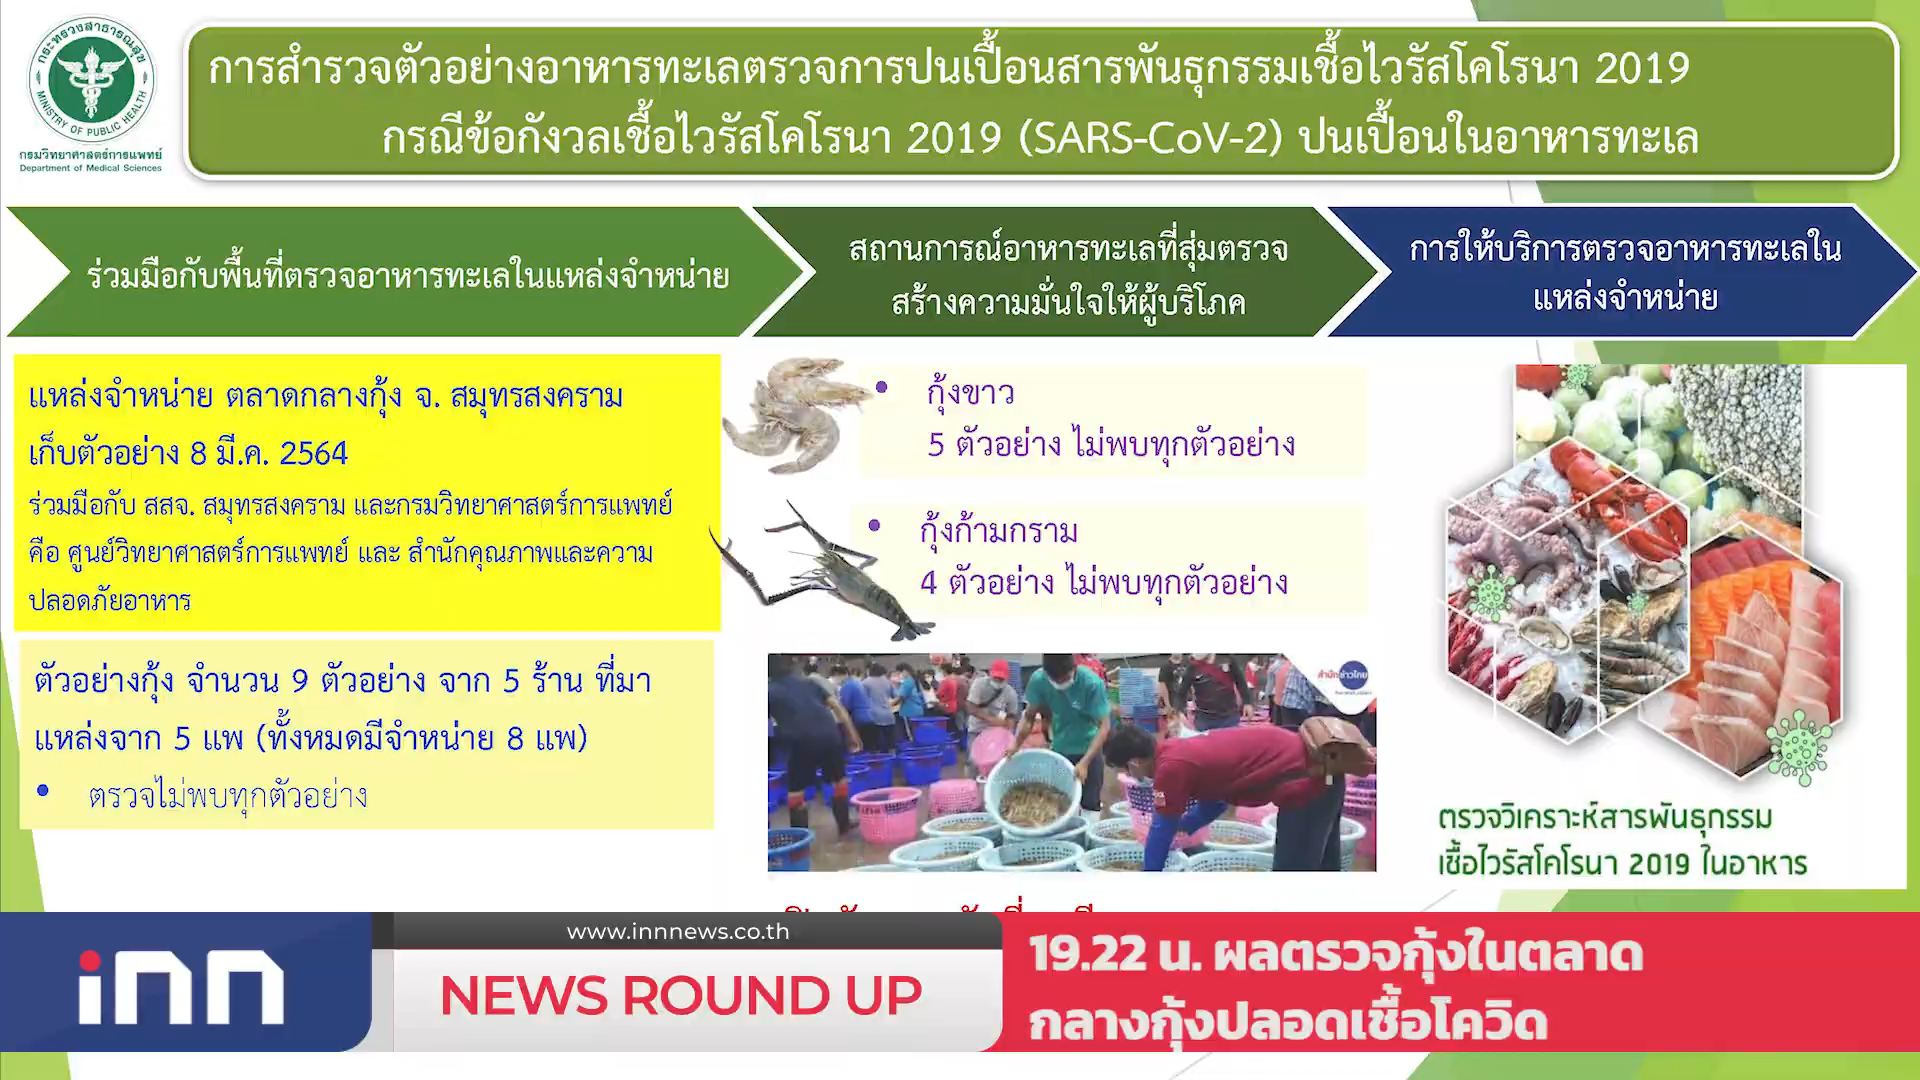 กระทรวงสาธารณสุข
MINISTRY OF PUBLIC HEALTH
กรมวิทยาศาสตร์การแพทย์
Department of Medical Sciences
การสำรวจตัวอย่างอาหารทะเลตรวจการปนเปื้อนสารพันธุกรรมเชื้อไวรัสโคโรนา 2019
กรณีข้อกังวลเชื้อไวรัสโคโรนา 2019 (SARS-CoV-2) ปนเปื้อนในอาหารทะเล
ร่วมมือกับพื้นที่ตรวจอาหารทะเลในแหล่งจำหน่าย
สถานการณ์อาหารทะเลที่สุ่มตรวจ
สร้างความมั่นใจให้ผู้บริโภค
การให้บริการตรวจอาหารทะเลใน
แหล่งจำหน่าย
แหล่งจำหน่าย ตลาดกลางกุ้ง จ. สมุทรสงคราม
เก็บตัวอย่าง 8 มี.ค. 2564
ร่วมมือกับ สสจ. สมุทรสงคราม และกรมวิทยาศาสตร์การแพทย์
คือ ศูนย์วิทยาศาสตร์การแพทย์ และ สำนักคุณภาพและความ
ปลอดภัยอาหาร
ตัวอย่างกุ้ง จำนวน 9 ตัวอย่าง จาก 5 ร้าน ที่มา
แหล่งจาก 5 แพ (ทั้งหมดมีจำหน่าย 8 แพ)
• ตรวจไม่พบทุกตัวอย่าง
• กุ้งขาว
5 ตัวอย่าง ไม่พบทุกตัวอย่าง
• กุ้งก้ามกราม
4 ตัวอย่าง ไม่พบทุกตัวอย่าง
สำนักข่าวไทย
ตรวจวิเคราะห์สารพันธุกรรม
เชื้อไวรัสโคโรนา 2019 ในอาหาร
inn
www.innnews.co.th
NEWS ROUND UP
19.22 น. ผลตรวจกุ้งในตลาด
กลางกุ้งปลอดเชื้อโควิด